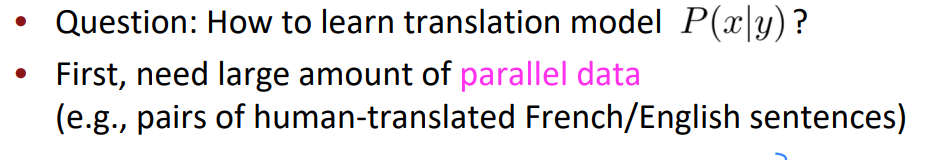 • Question: How to learn translation model P(x|y)?
• First, need large amount of parallel data
(e.g., pairs of human-translated French/English sentences)